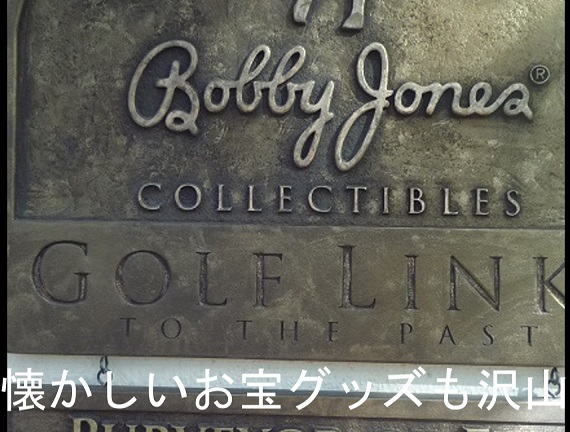 Bobby Jones®
COLLECTIBLES
GOLF LINK
TO THE PAST
懐かしいお宝グッズも沢山